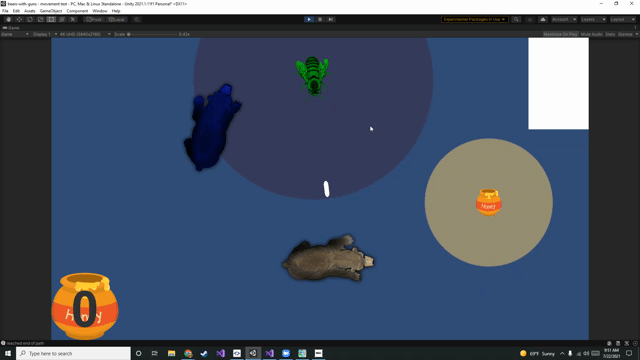 bears-with-guns - movement test - PC, Mac & Linux Standalone - Unity 2021.1.11f1 Personal* <DX11>
File Edit Assets GameObject Component Window Help
Pivot Local
Experimental Packages In Use
Account Layers Layout
Game
Game Display 1 4K UHD (3840x2160) Scale 0.42x
Maximize On Play Mute Audio Stats Gizmos
Honey
0
Honey
reached end of path
Type here to search
69°F Sunny
9:51 AM
7/22/2021